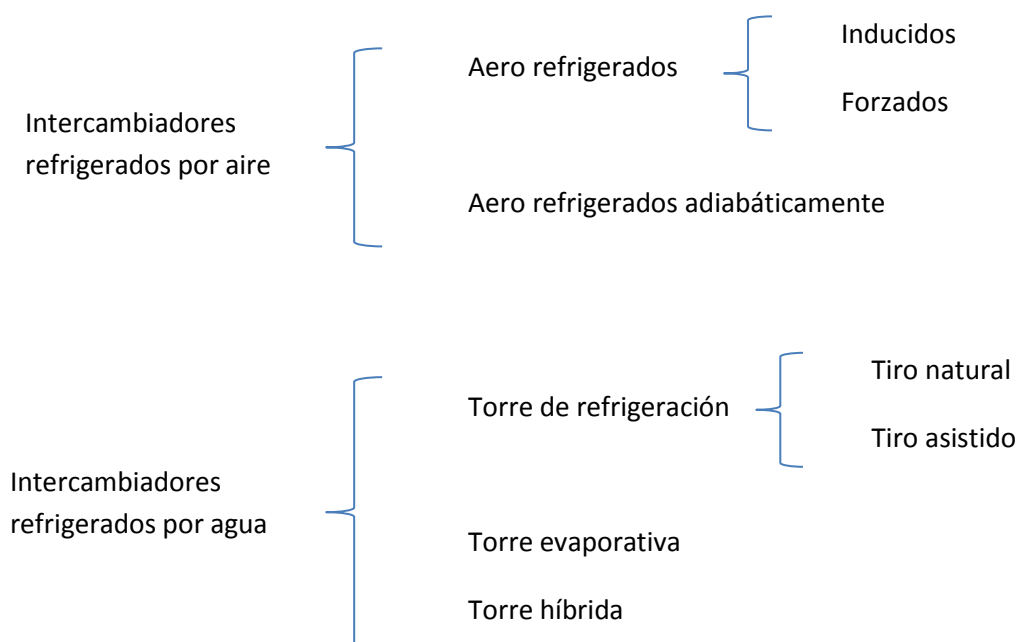 Intercambiadores
refrigerados por aire
Aero refrigerados
Inducidos
Forzados
Aero refrigerados adiabáticamente
Intercambiadores
refrigerados por agua
Torre de refrigeración
Tiro natural
Tiro asistido
Torre evaporativa
Torre híbrida